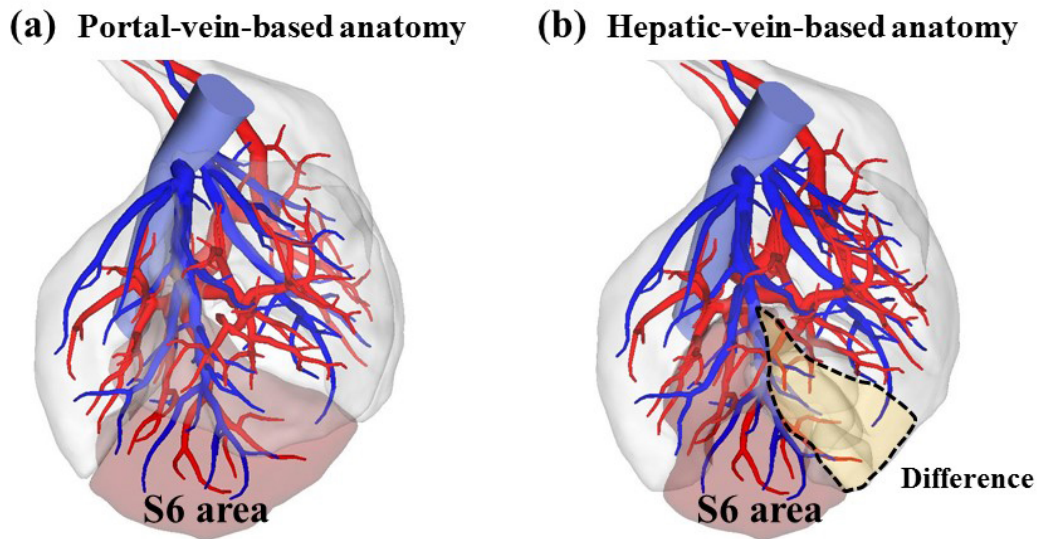 (a) Portal-vein-based anatomy
(b) Hepatic-vein-based anatomy
S6 area
S6 area
Difference